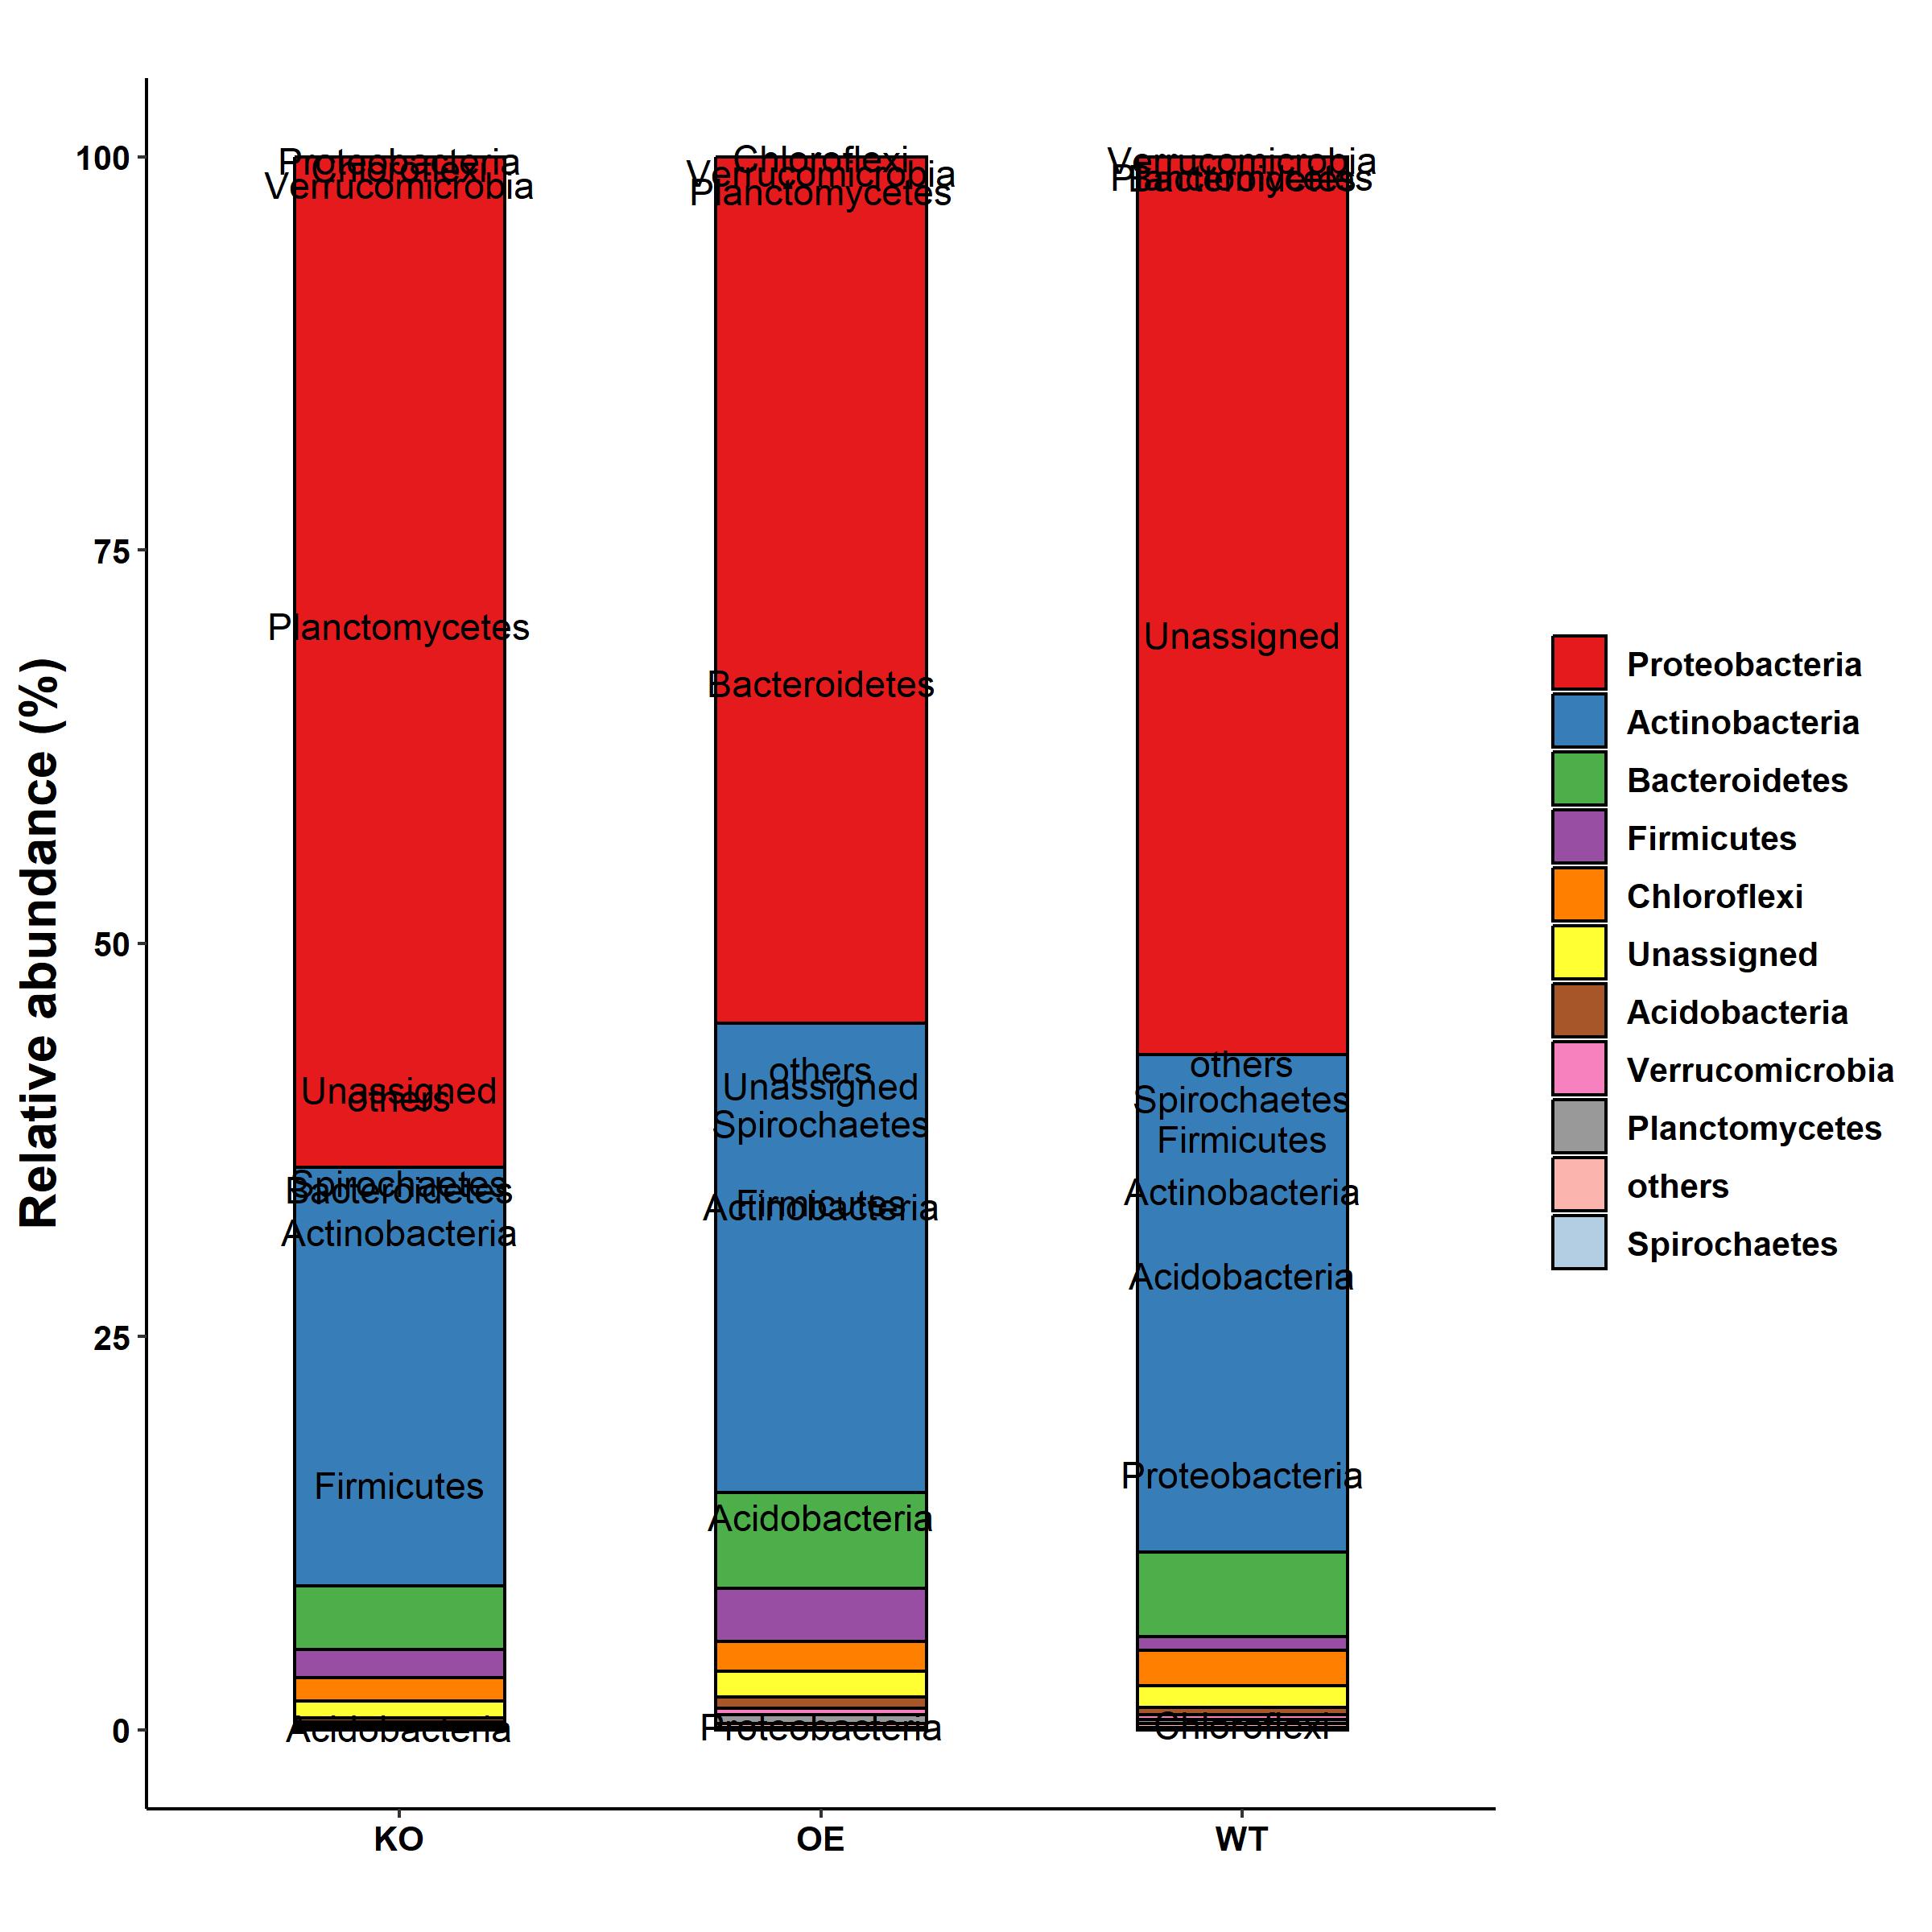 Relative abundance (%)
100
75
50
25
0
Proteobacteria
Chloroflexi
Verrucomicrobia
Planctomycetes
Unassigned
others
Spirochaetes
Bacteroidetes
Actinobacteria
Firmicutes
Acidobacteria
KO
Chloroflexi
Verrucomicrobia
Planctomycetes
Bacteroidetes
others
Unassigned
Spirochaetes
Firmicutes
Actinobacteria
Acidobacteria
Proteobacteria
OE
Verrucomicrobia
Planctomycetes
Bacteroidetes
Unassigned
others
Spirochaetes
Firmicutes
Actinobacteria
Acidobacteria
Proteobacteria
Chloroflexi
WT
Proteobacteria
Actinobacteria
Bacteroidetes
Firmicutes
Chloroflexi
Unassigned
Acidobacteria
Verrucomicrobia
Planctomycetes
others
Spirochaetes